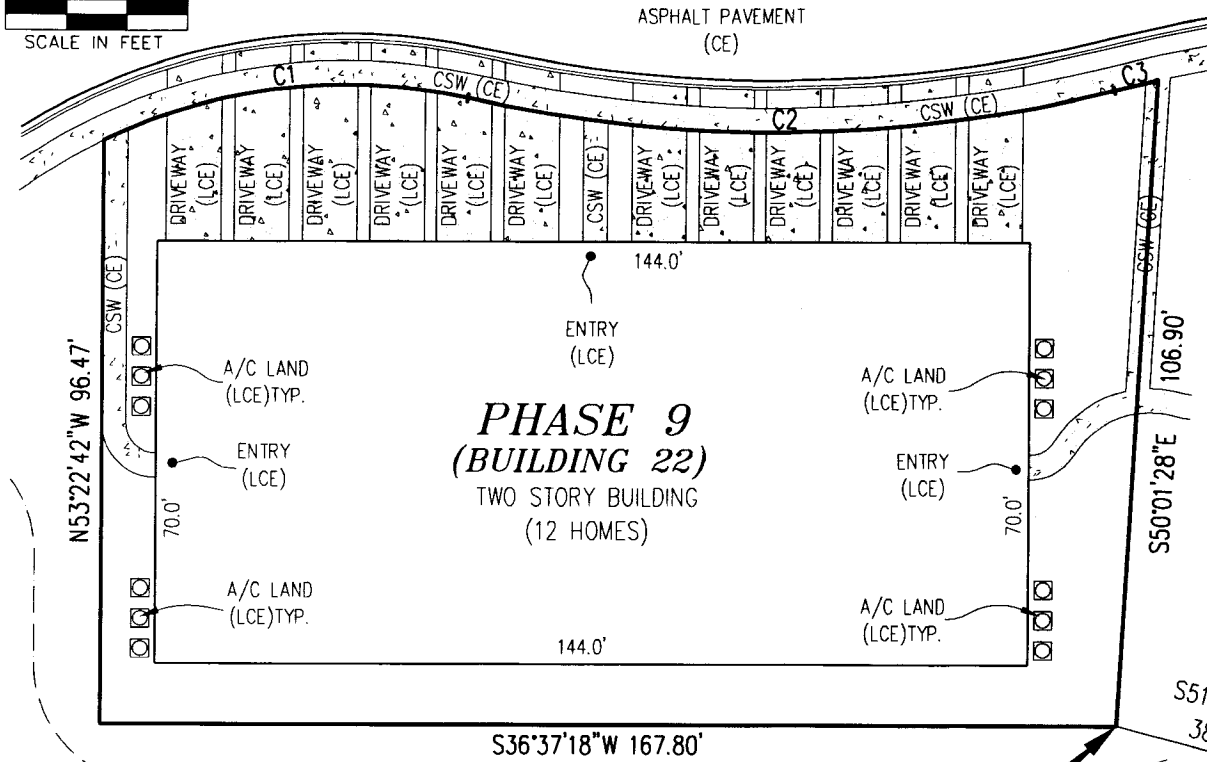 SCALE IN FEET
ASPHALT PAVEMENT
(CE)
C1
CSW (CE)
C2
CSW (CE)
C3
DRIVEWAY
(LCE)
DRIVEWAY
(LCE)
DRIVEWAY
(LCE)
DRIVEWAY
(LCE)
DRIVEWAY
(LCE)
DRIVEWAY
(LCE)
CSW (CE)
DRIVEWAY
(LCE)
DRIVEWAY
(LCE)
DRIVEWAY
(LCE)
DRIVEWAY
(LCE)
DRIVEWAY
(LCE)
DRIVEWAY
(LCE)
CSW (CE)
CSW (CE)
144.0'
ENTRY
(LCE)
A/C LAND
(LCE)TYP.
A/C LAND
(LCE)TYP.
N53°22'42"W 96.47'
106.90'
S50°01'28"E
PHASE 9
(BUILDING 22)
TWO STORY BUILDING
(12 HOMES)
ENTRY
(LCE)
ENTRY
(LCE)
70.0'
70.0'
A/C LAND
(LCE)TYP.
A/C LAND
(LCE)TYP.
144.0'
S36°37'18"W 167.80'
S51
38